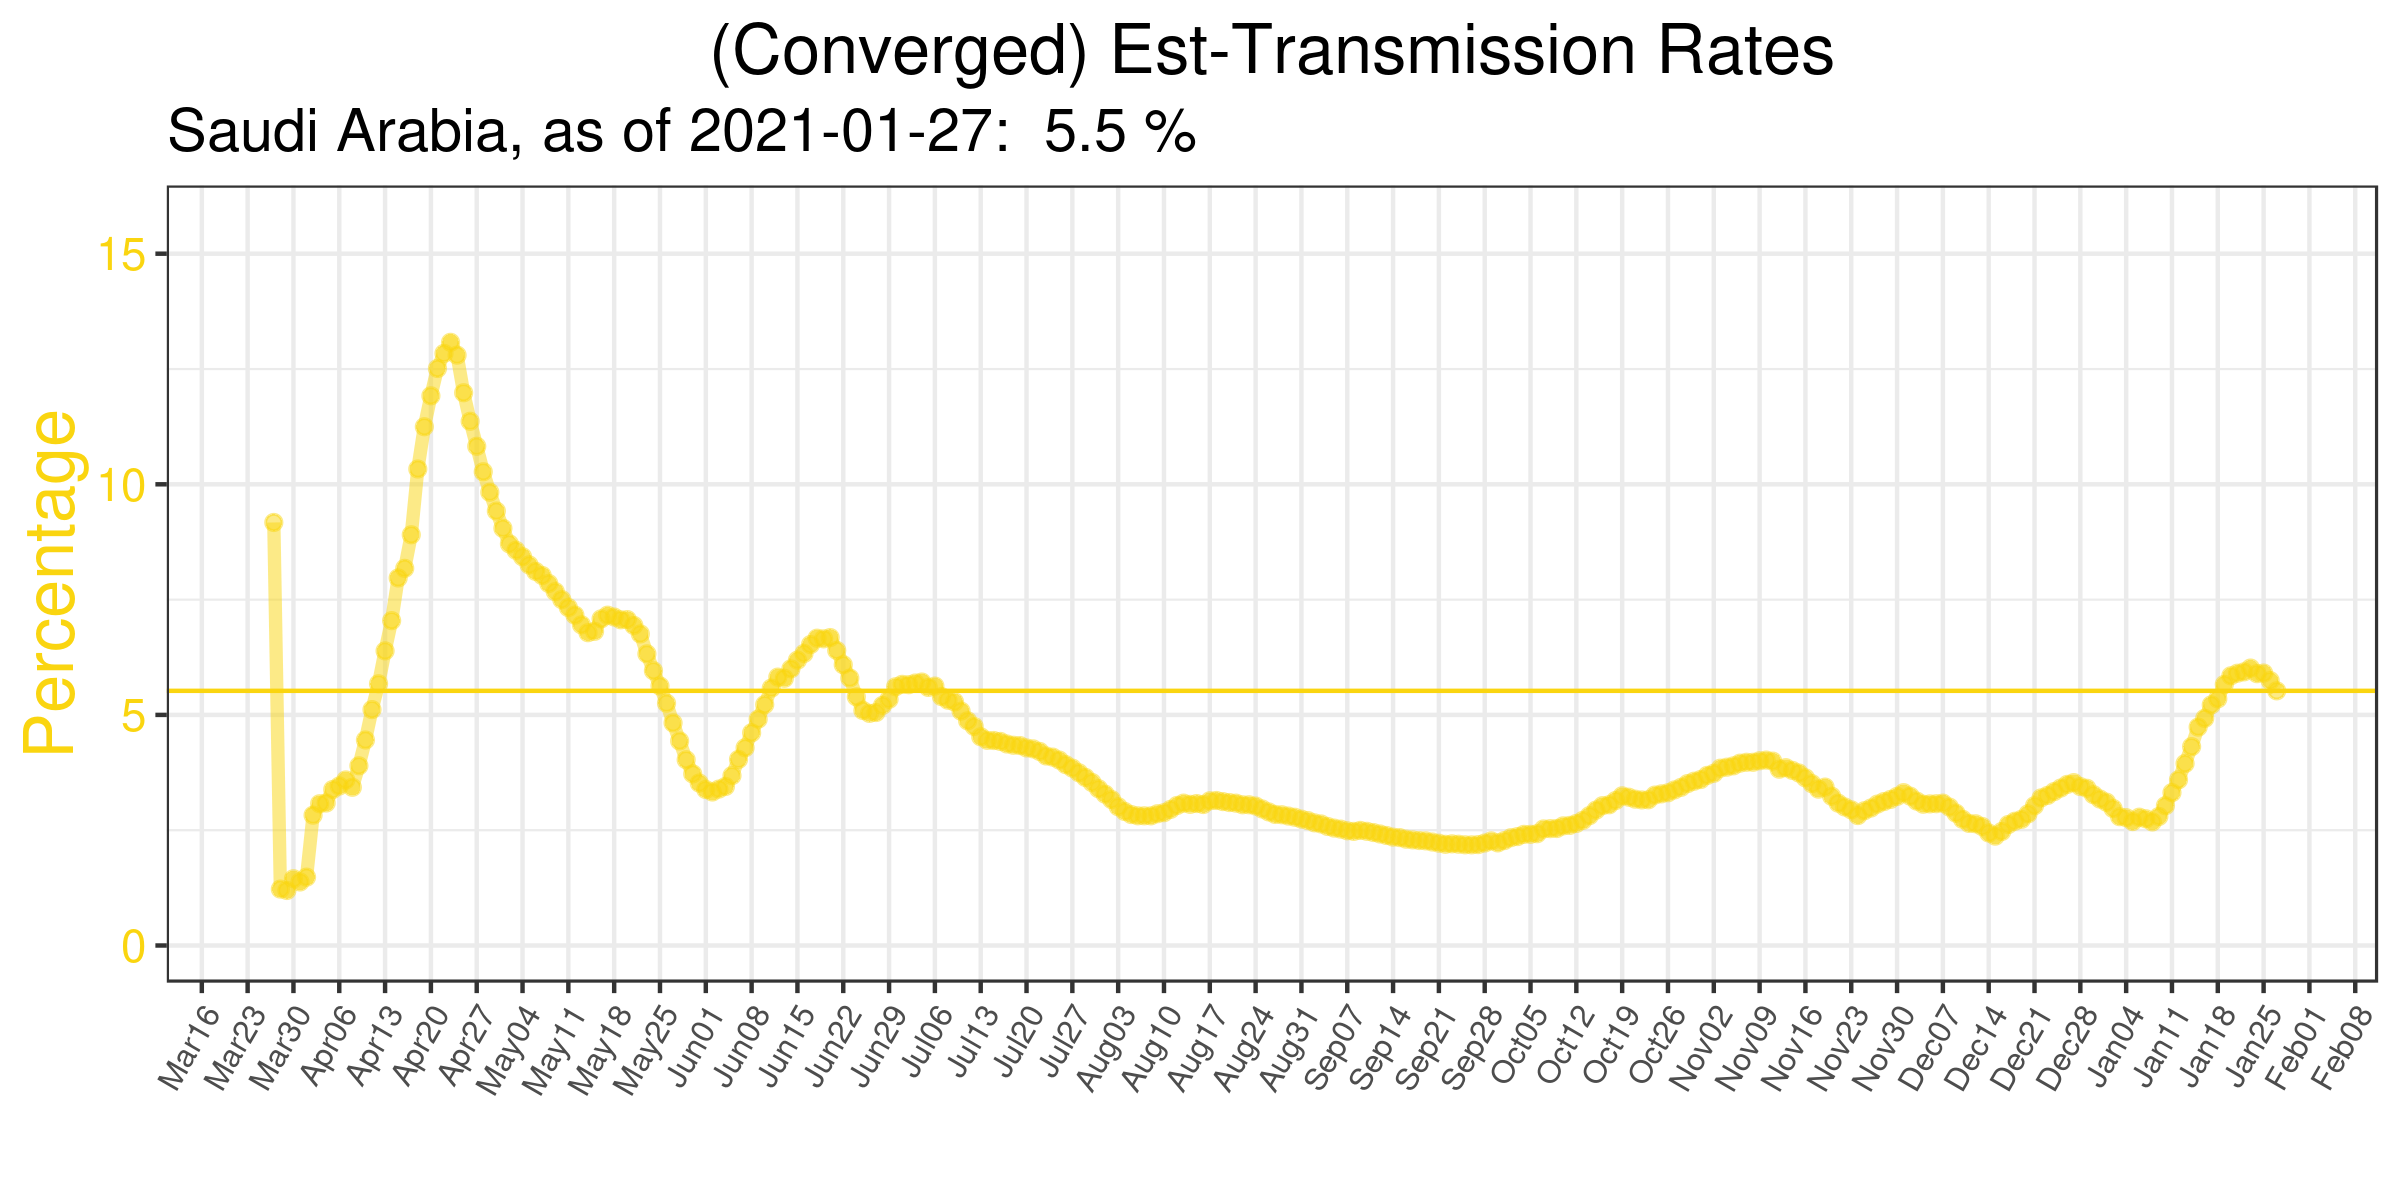 (Converged) Est-Transmission Rates
Saudi Arabia, as of 2021-01-27:  5.5 %
Percentage
15
10
5
0
Mar16 Mar23 Mar30 Apr06 Apr13 Apr20 Apr27 May04 May11 May18 May25 Jun01 Jun08 Jun15 Jun22 Jun29 Jul06 Jul13 Jul20 Jul27 Aug03 Aug10 Aug17 Aug24 Aug31 Sep07 Sep14 Sep21 Sep28 Oct05 Oct12 Oct19 Oct26 Nov02 Nov09 Nov16 Nov23 Nov30 Dec07 Dec14 Dec21 Dec28 Jan04 Jan11 Jan18 Jan25 Feb01 Feb08